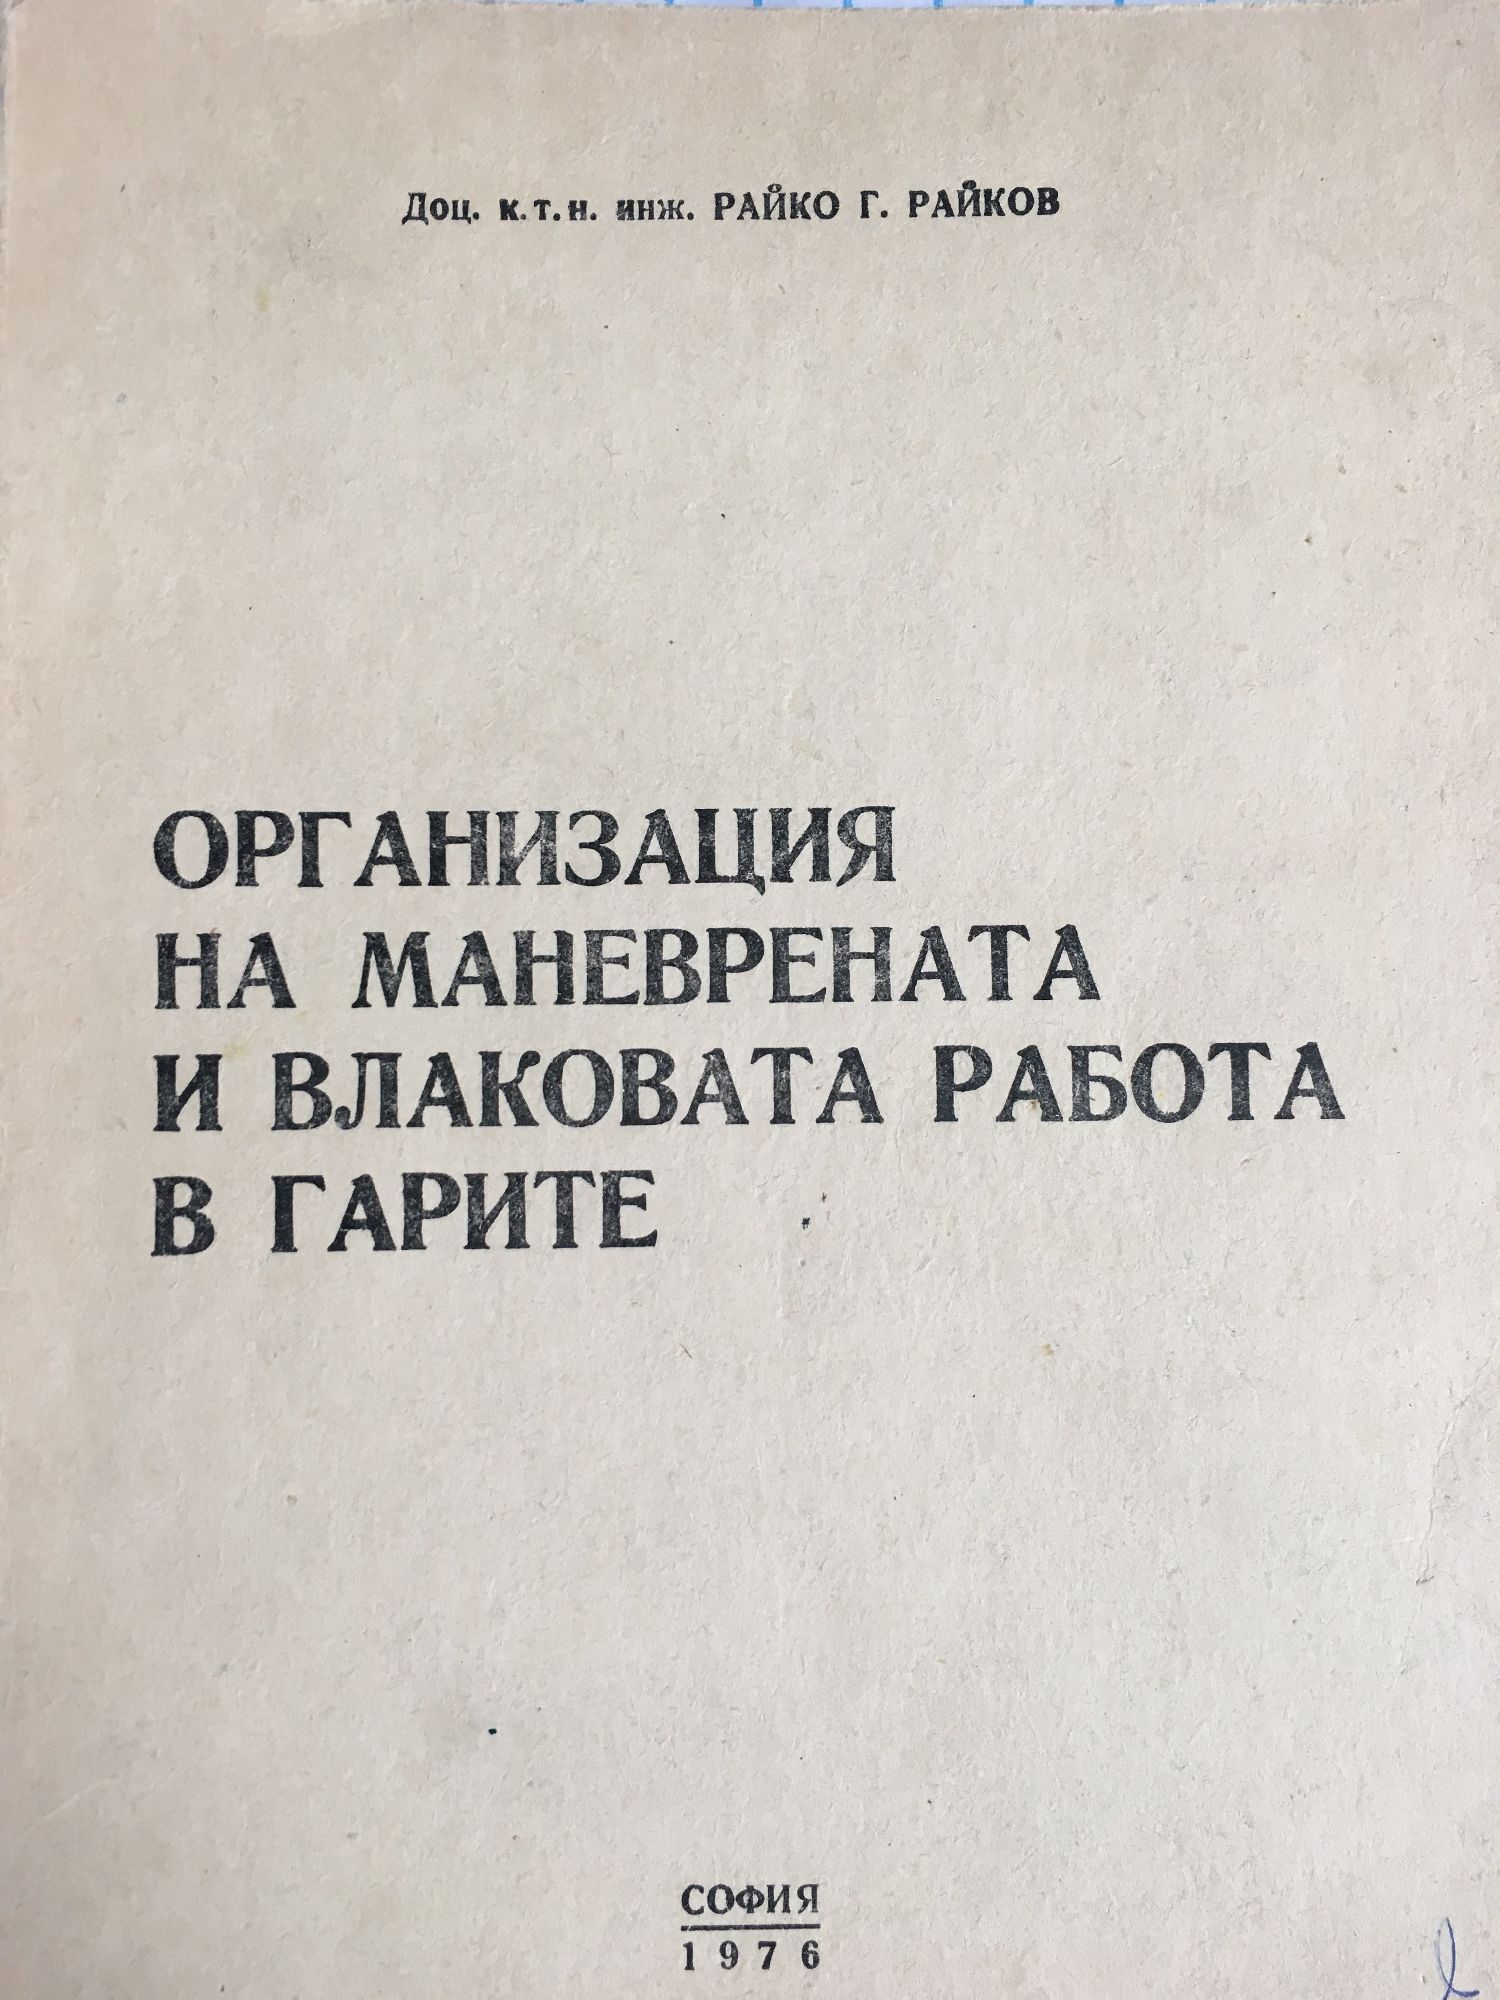 Доц. к.т.н. инж. РАЙКО Г. РАЙКОВ
ОРГАНИЗАЦИЯ
НА МАНЕВРЕНАТА
И ВЛАКОВАТА РАБОТА
В ГАРИТЕ
СОФИЯ
1976